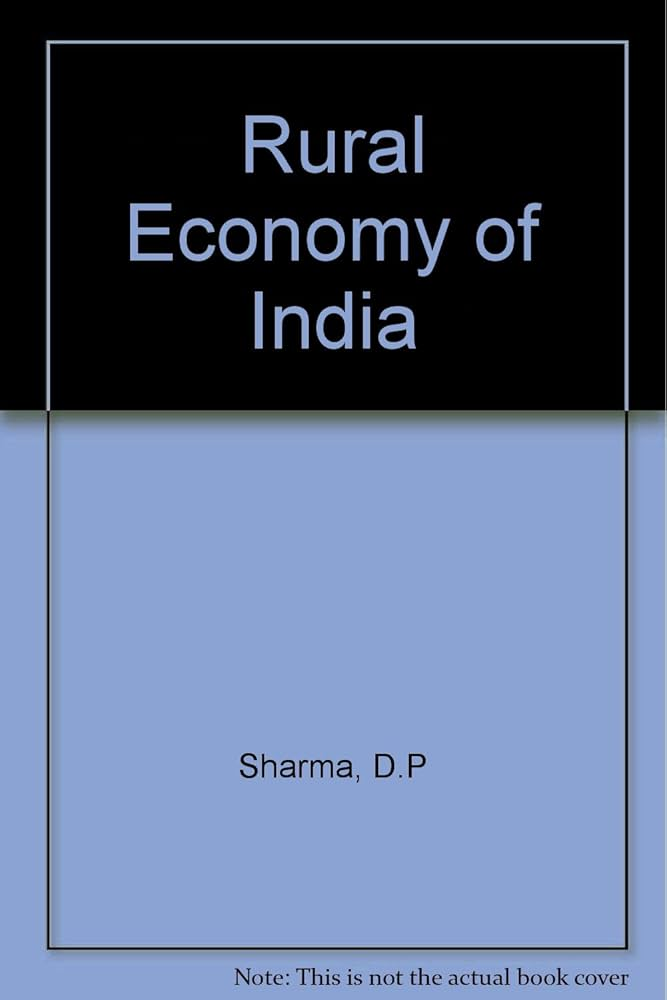 Rural
Economy of
India
Sharma, D.P
Note: This is not the actual book cover